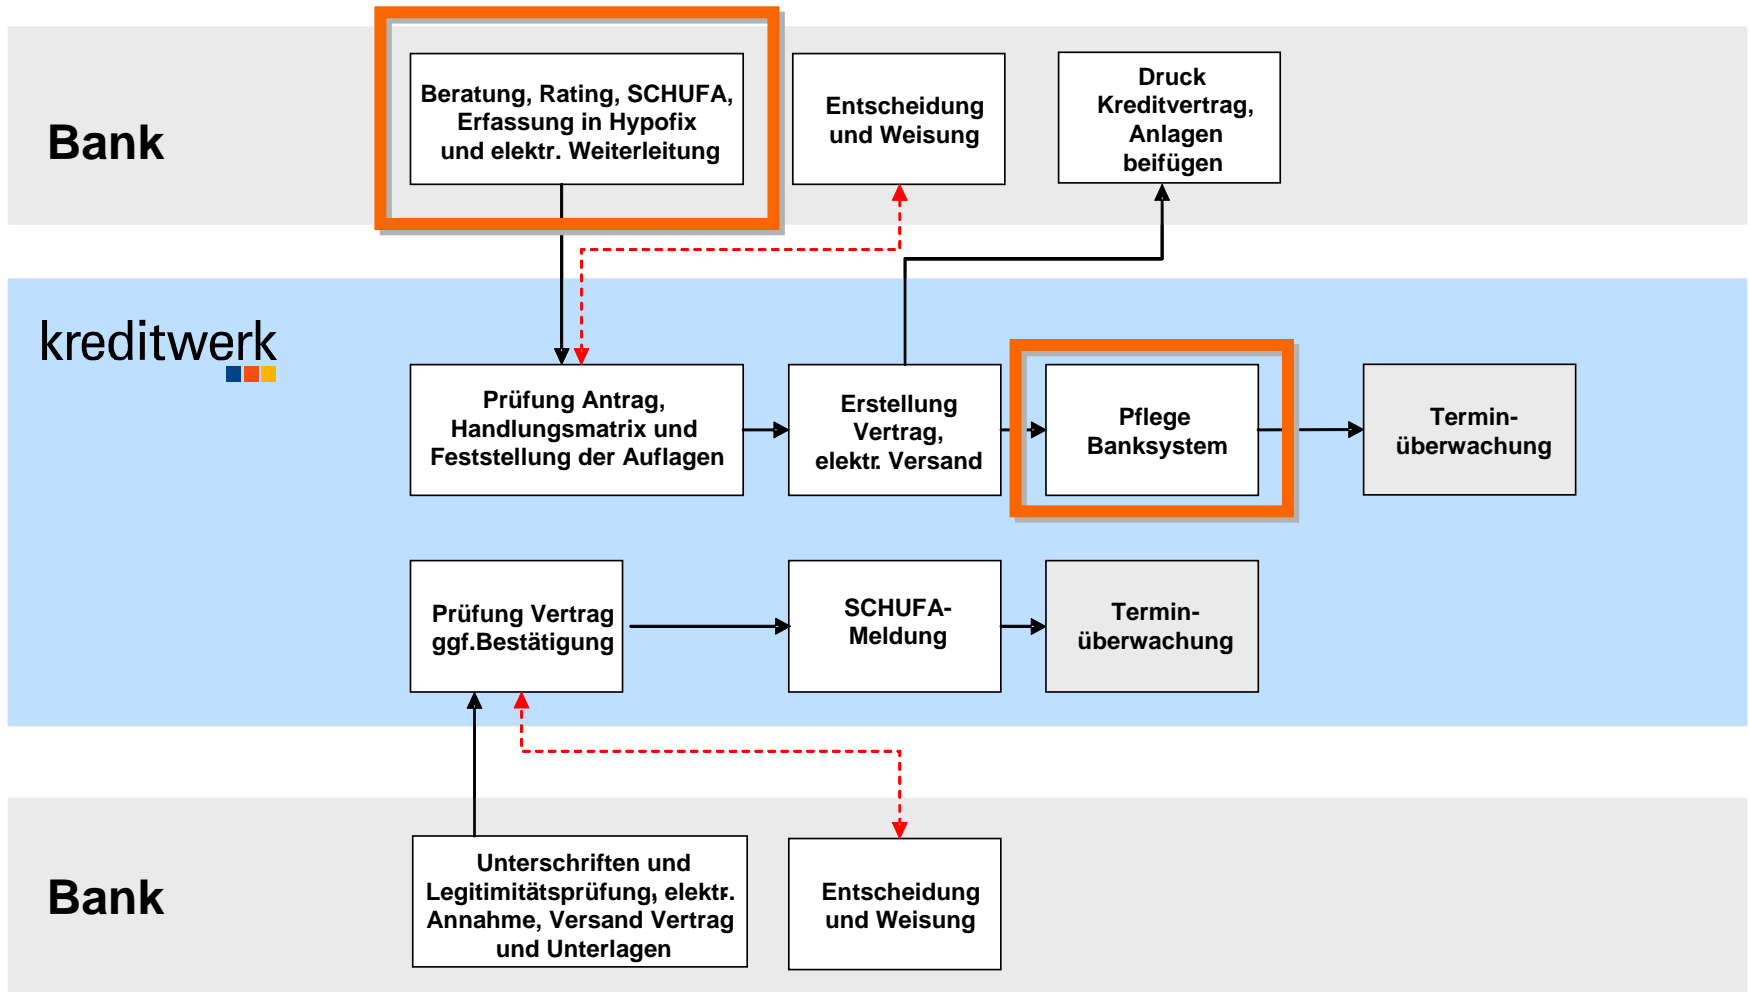 Bank
Beratung, Rating, SCHUFA,
Erfassung in Hypofix
und elektr. Weiterleitung
Entscheidung
und Weisung
Druck
Kreditvertrag,
Anlagen
beifügen
kreditwerk
Prüfung Antrag,
Handlungsmatrix und
Feststellung der Auflagen
Erstellung
Vertrag,
elektr. Versand
Pflege
Banksystem
Termin-
überwachung
Prüfung Vertrag
ggf.Bestätigung
SCHUFA-
Meldung
Termin-
überwachung
Bank
Unterschriften und
Legitimitätsprüfung, elektr.
Annahme, Versand Vertrag
und Unterlagen
Entscheidung
und Weisung